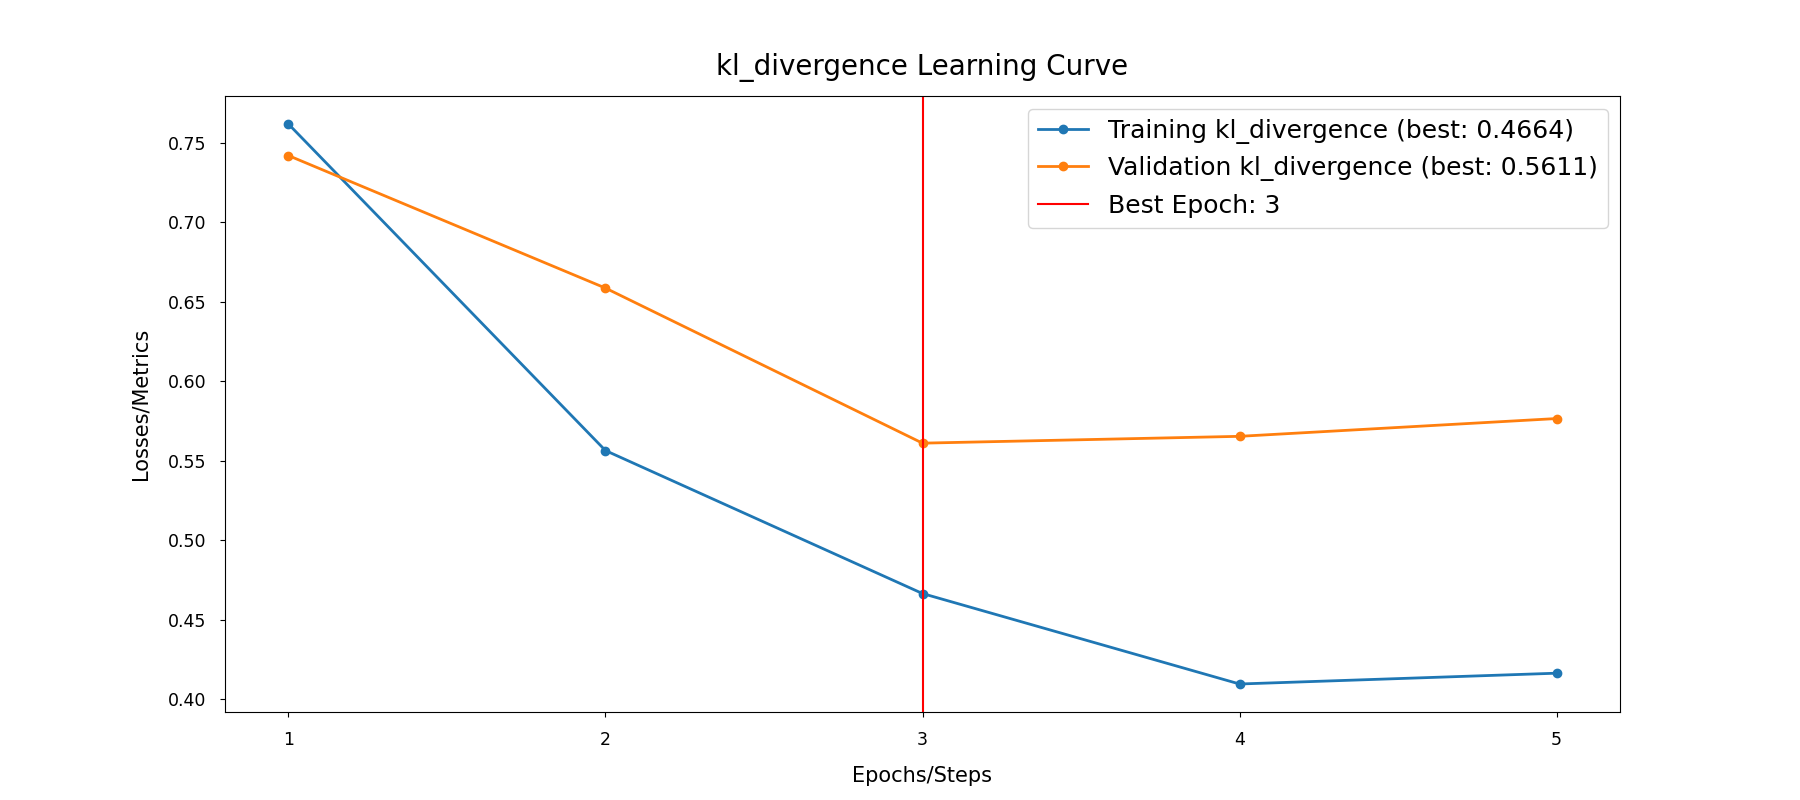 kl_divergence Learning Curve
Training kl_divergence (best: 0.4664)
Validation kl_divergence (best: 0.5611)
Best Epoch: 3
Losses/Metrics
0.75
0.70
0.65
0.60
0.55
0.50
0.45
0.40
1 2 3 4 5
Epochs/Steps